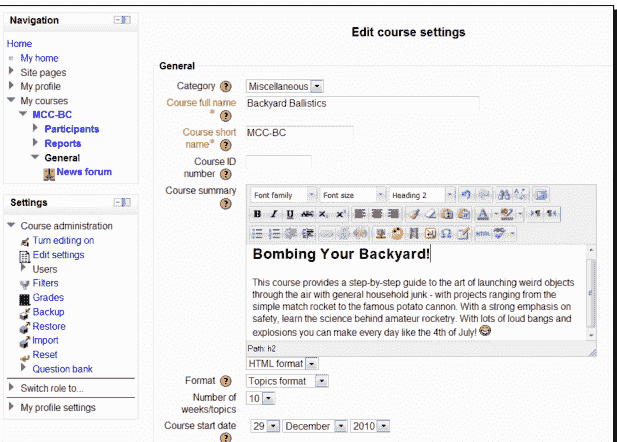 Navigation
Home
My home
Site pages
My profile
My courses
MCC-BC
Participants
Reports
General
News forum
Settings
Course administration
Turn editing on
Edit settings
Users
Filters
Grades
Backup
Restore
Import
Reset
Question bank
Switch role to...
My profile settings
Edit course settings
General
Category
Miscellaneous
Course full name *
Backyard Ballistics
Course short name*
MCC-BC
Course ID number
Course summary
Font family
Font size
Heading 2
B I U ABC X₂ X²
HTML
Bombing Your Backyard!
This course provides a step-by-step guide to the art of launching weird objects
through the air with general household junk - with projects ranging from the
simple match rocket to the famous potato cannon. With a strong emphasis on
safety, learn the science behind amateur rocketry. With lots of loud bangs and
explosions you can make every day like the 4th of July!
Path: h2
HTML format
Format
Topics format
Number of weeks/topics
10
Course start date
29 December 2010